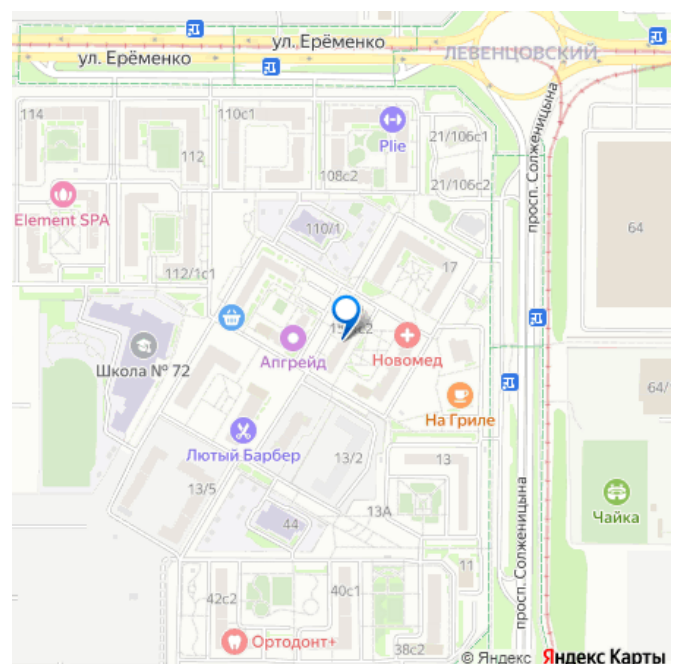 ул. Ерёменко
ул. Ерёменко
ЛЕВЕНЦОВСКИЙ
114
110с1
112
Plie
21/106с1
108с2
21/106с2
просп. Солженицына
Element SPA
110/1
64
17
112/1с1
Апгрейд
Новомед
Школа № 72
64/
На Гриле
Лютый Барбер
13/2
13
13/5
Чайка
13А
44
просп. Солженицына
11
42с2
40с1
Ортодонт+
38с2
© Яндекс Яндекс Карты